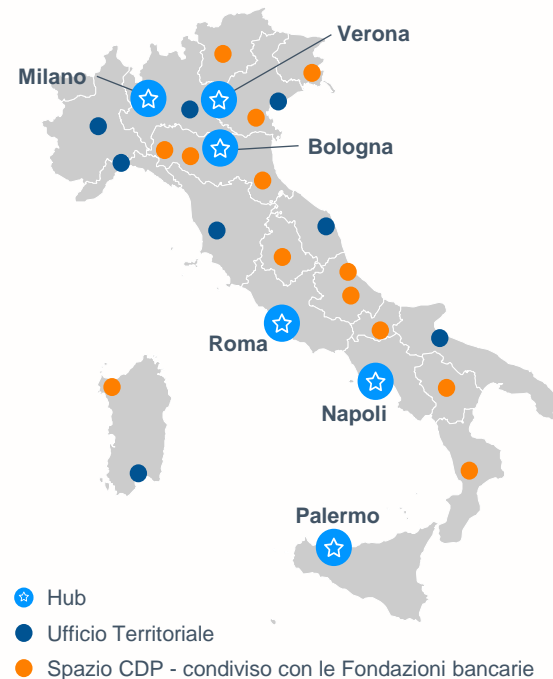 Verona
Milano
Bologna
Roma
Napoli
Palermo
Hub
Ufficio Territoriale
Spazio CDP - condiviso con le Fondazioni bancarie